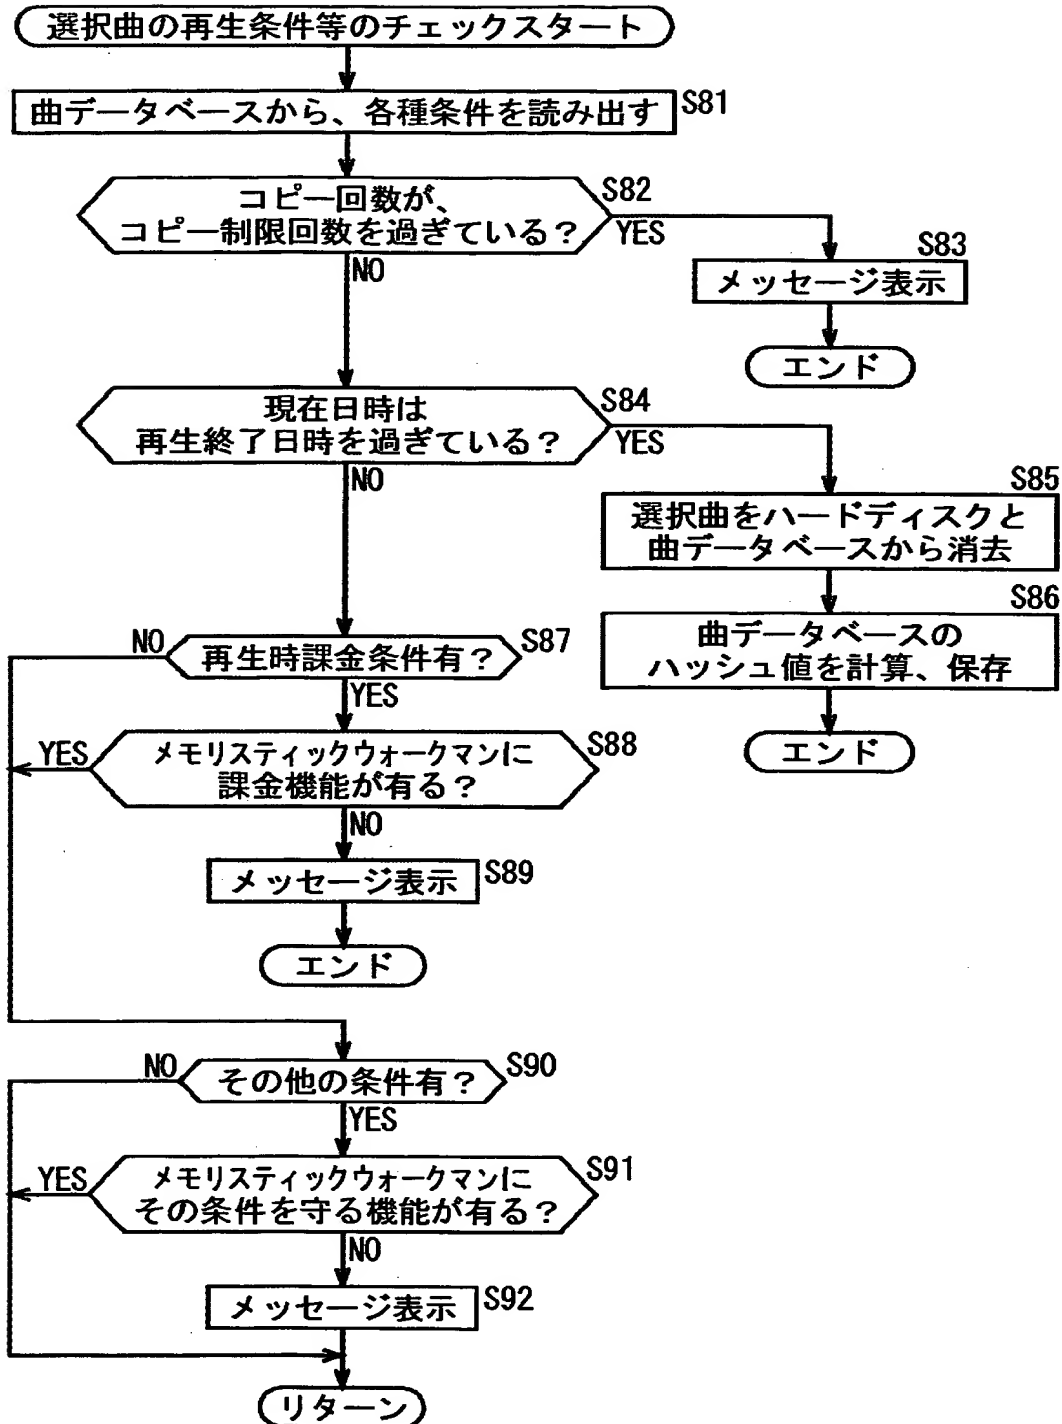 選択曲の再生条件等のチェックスタート
曲データベースから、各種条件を読み出す
S81
コピー回数が、
コピー制限回数を過ぎている?
S82
YES
NO
S83
メッセージ表示
エンド
現在日時は
再生終了日時を過ぎている?
S84
YES
NO
S85
選択曲をハードディスクと
曲データベースから消去
S86
曲データベースの
ハッシュ値を計算、保存
エンド
NO
再生時課金条件有?
S87
YES
YES
メモリスティックウォークマンに
課金機能が有る?
S88
NO
メッセージ表示
S89
エンド
NO
その他の条件有?
S90
YES
YES
メモリスティックウォークマンに
その条件を守る機能が有る?
S91
NO
メッセージ表示
S92
リターン